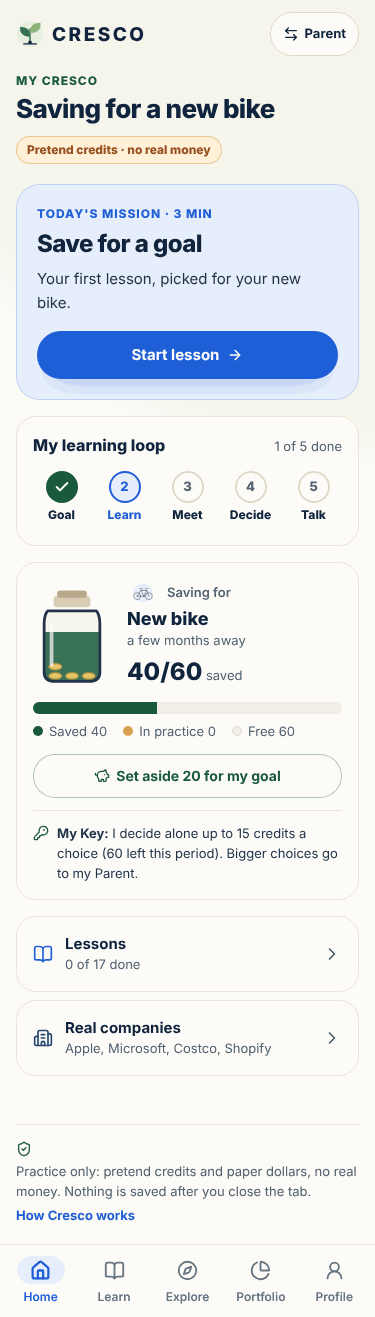 CRESCO
Parent
MY CRESCO
Saving for a new bike
Pretend credits · no real money
TODAY'S MISSION · 3 MIN
Save for a goal
Your first lesson, picked for your new
bike.
Start lesson
My learning loop
1 of 5 done
2
3
4
5
Goal
Learn
Meet
Decide
Talk
Saving for
New bike
a few months away
40/60 saved
Saved 40
In practice 0
Free 60
Set aside 20 for my goal
My Key: I decide alone up to 15 credits a
choice (60 left this period). Bigger choices go
to my Parent.
Lessons
0 of 17 done
Real companies
Apple, Microsoft, Costco, Shopify
Practice only: pretend credits and paper dollars, no real
money. Nothing is saved after you close the tab.
How Cresco works
Home
Learn
Explore
Portfolio
Profile